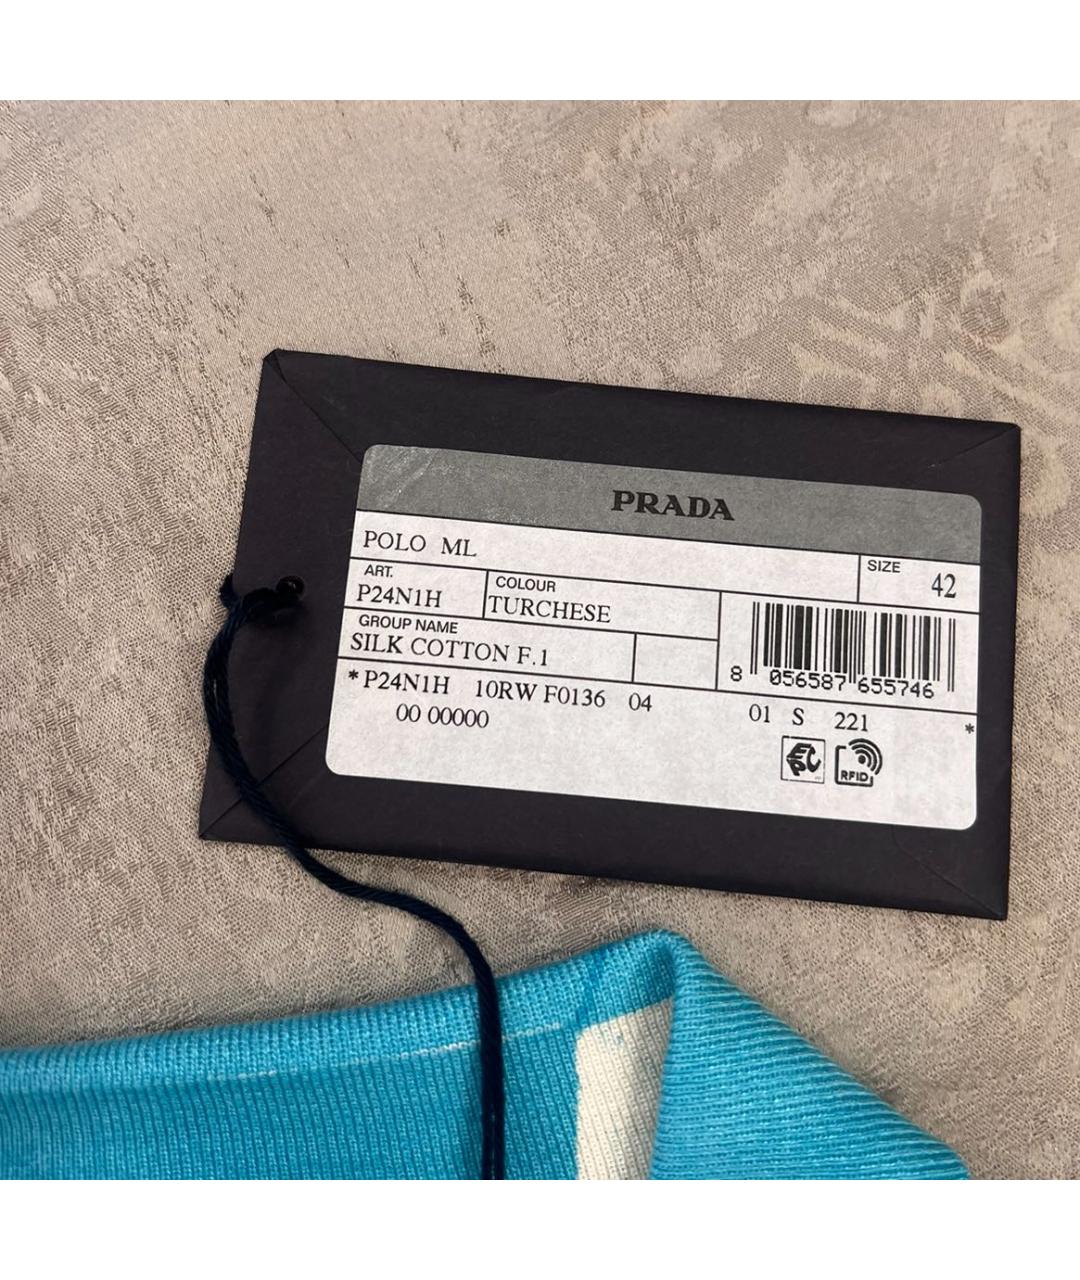 PRADA
POLO ML
SIZE 42
ART.
P24N1H
COLOUR
TURCHESE
GROUP NAME
SILK COTTON F.1
8 056587 655746
*P24N1H 10RW F0136 04 01 S 221 *
00 00000
EPC
RFID